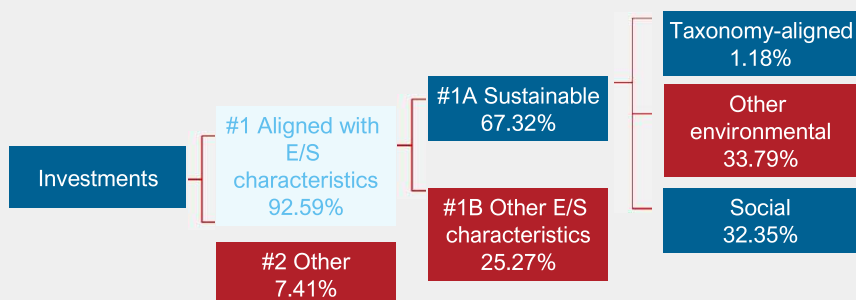 Investments
#1 Aligned with
E/S
characteristics
92.59%
#2 Other
7.41%
#1A Sustainable
67.32%
#1B Other E/S
characteristics
25.27%
Taxonomy-aligned
1.18%
Other
environmental
33.79%
Social
32.35%